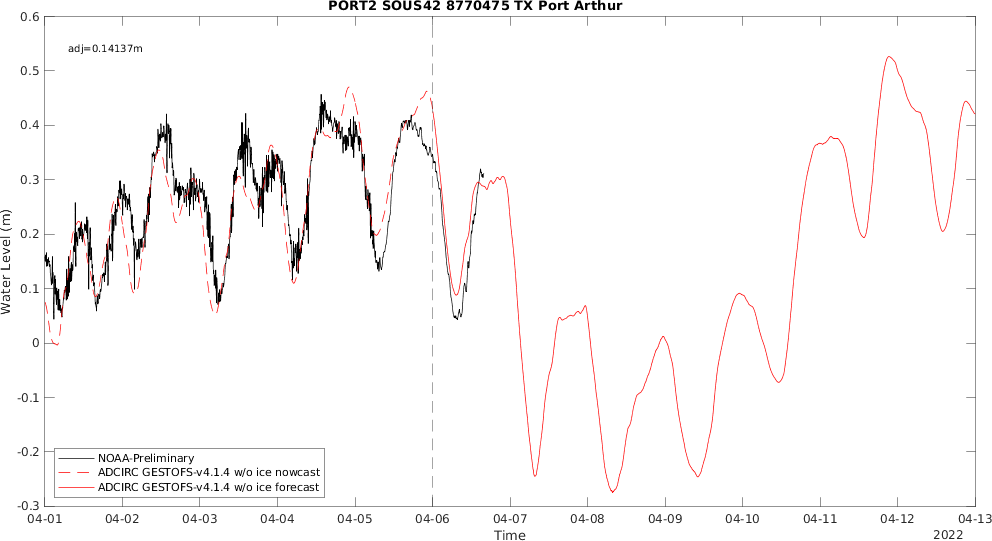 PORT2 SOUS42 8770475 TX Port Arthur
adj=0.14137m
0.6
0.5
0.4
0.3
0.2
0.1
0
-0.1
-0.2
-0.3
Water Level (m)
NOAA-Preliminary
ADCIRC GESTOFS-v4.1.4 w/o ice nowcast
ADCIRC GESTOFS-v4.1.4 w/o ice forecast
04-01 04-02 04-03 04-04 04-05 04-06 04-07 04-08 04-09 04-10 04-11 04-12 04-13
Time
2022